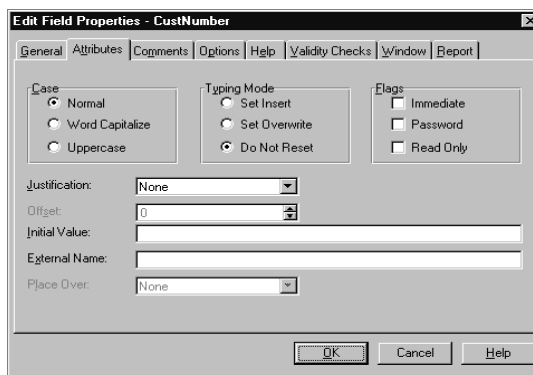 Edit Field Properties - CustNumber
General Attributes Comments Options Help Validity Checks Window Report
Case Typing Mode Flags
Normal Set Insert Immediate
Word Capitalize Set Overwrite Password
Uppercase Do Not Reset Read Only
Justification: None
Offset: 0
Initial Value:
External Name:
Place Over: None
OK Cancel Help